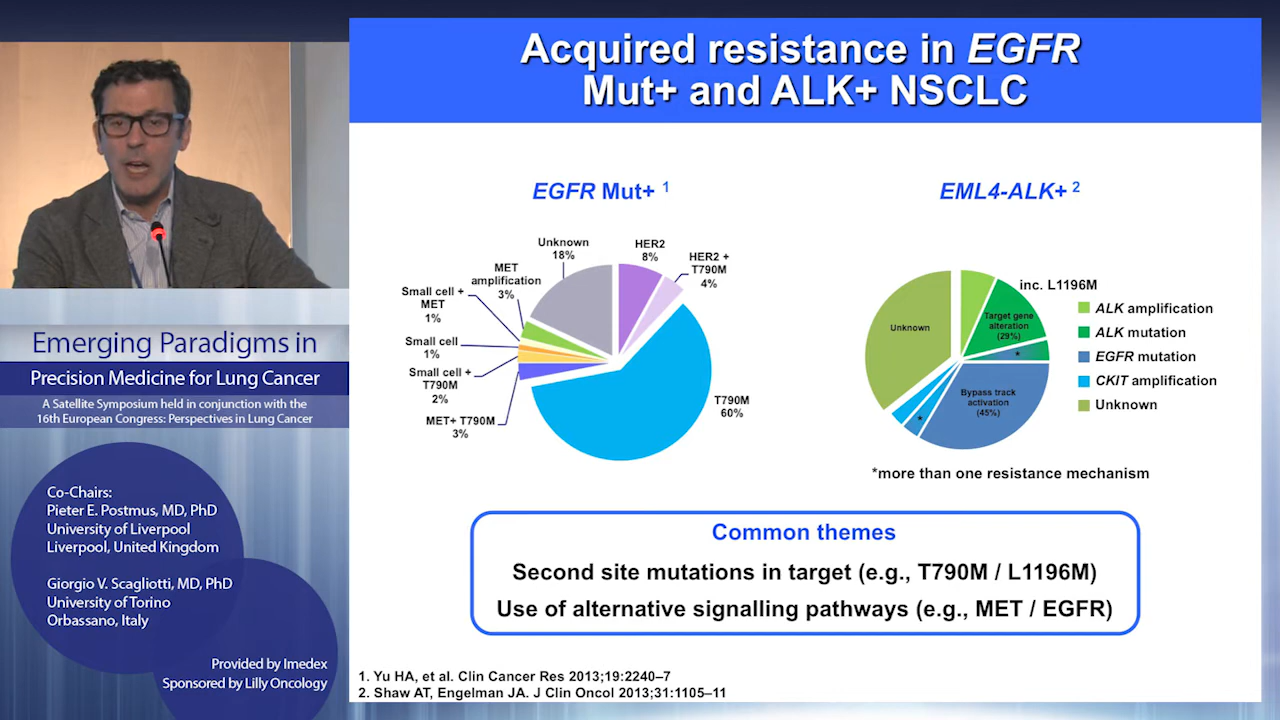 Acquired resistance in EGFR
Mut+ and ALK+ NSCLC
EGFR Mut+ 1
EML4-ALK+ 2
Unknown
18%
HER2
8%
HER2 +
T790M
4%
MET
amplification
3%
Small cell +
MET
1%
Small cell
1%
Small cell +
T790M
2%
MET+ T790M
3%
T790M
60%
inc. L1196M
Unknown
Target gene
alteration
(29%)
*
Bypass track
activation
(45%)
*
ALK amplification
ALK mutation
EGFR mutation
CKIT amplification
Unknown
*more than one resistance mechanism
Common themes
Second site mutations in target (e.g., T790M / L1196M)
Use of alternative signalling pathways (e.g., MET / EGFR)
1. Yu HA, et al. Clin Cancer Res 2013;19:2240–7
2. Shaw AT, Engelman JA. J Clin Oncol 2013;31:1105–11
Emerging Paradigms in
Precision Medicine for Lung Cancer
A Satellite Symposium held in conjunction with the
16th European Congress: Perspectives in Lung Cancer
Co-Chairs:
Pieter E. Postmus, MD, PhD
University of Liverpool
Liverpool, United Kingdom
Giorgio V. Scagliotti, MD, PhD
University of Torino
Orbassano, Italy
Provided by Imedex
Sponsored by Lilly Oncology